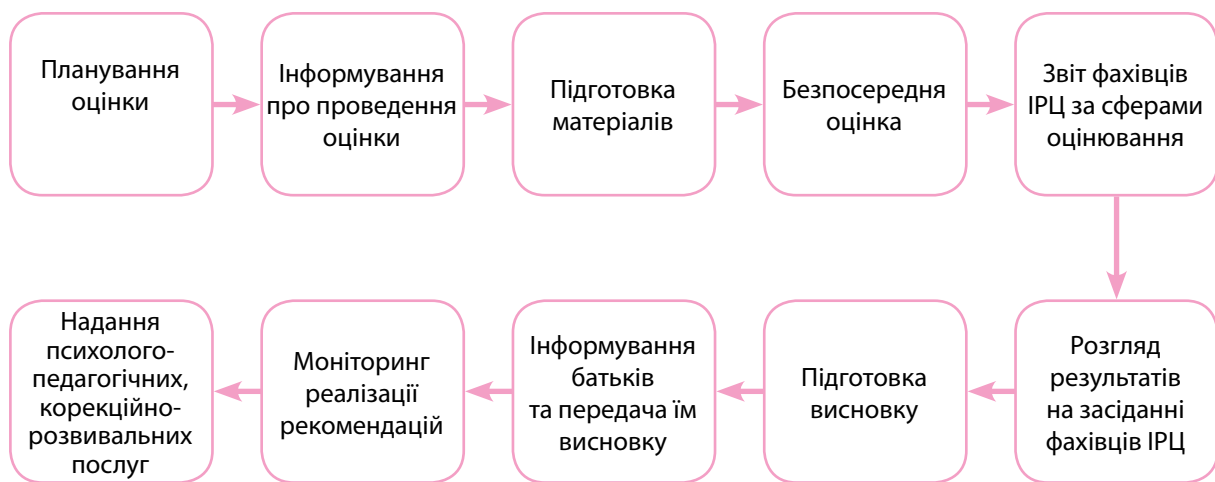 Планування
оцінки
Інформування
про проведення
оцінки
Підготовка
матеріалів
Безпосередня
оцінка
Звіт фахівців
ІРЦ за сферами
оцінювання
Розгляд
результатів
на засіданні
фахівців ІРЦ
Підготовка
висновку
Інформування
батьків
та передача їм
висновку
Моніторинг
реалізації
рекомендацій
Надання
психолого-
педагогічних,
корекційно-
розвивальних
послуг